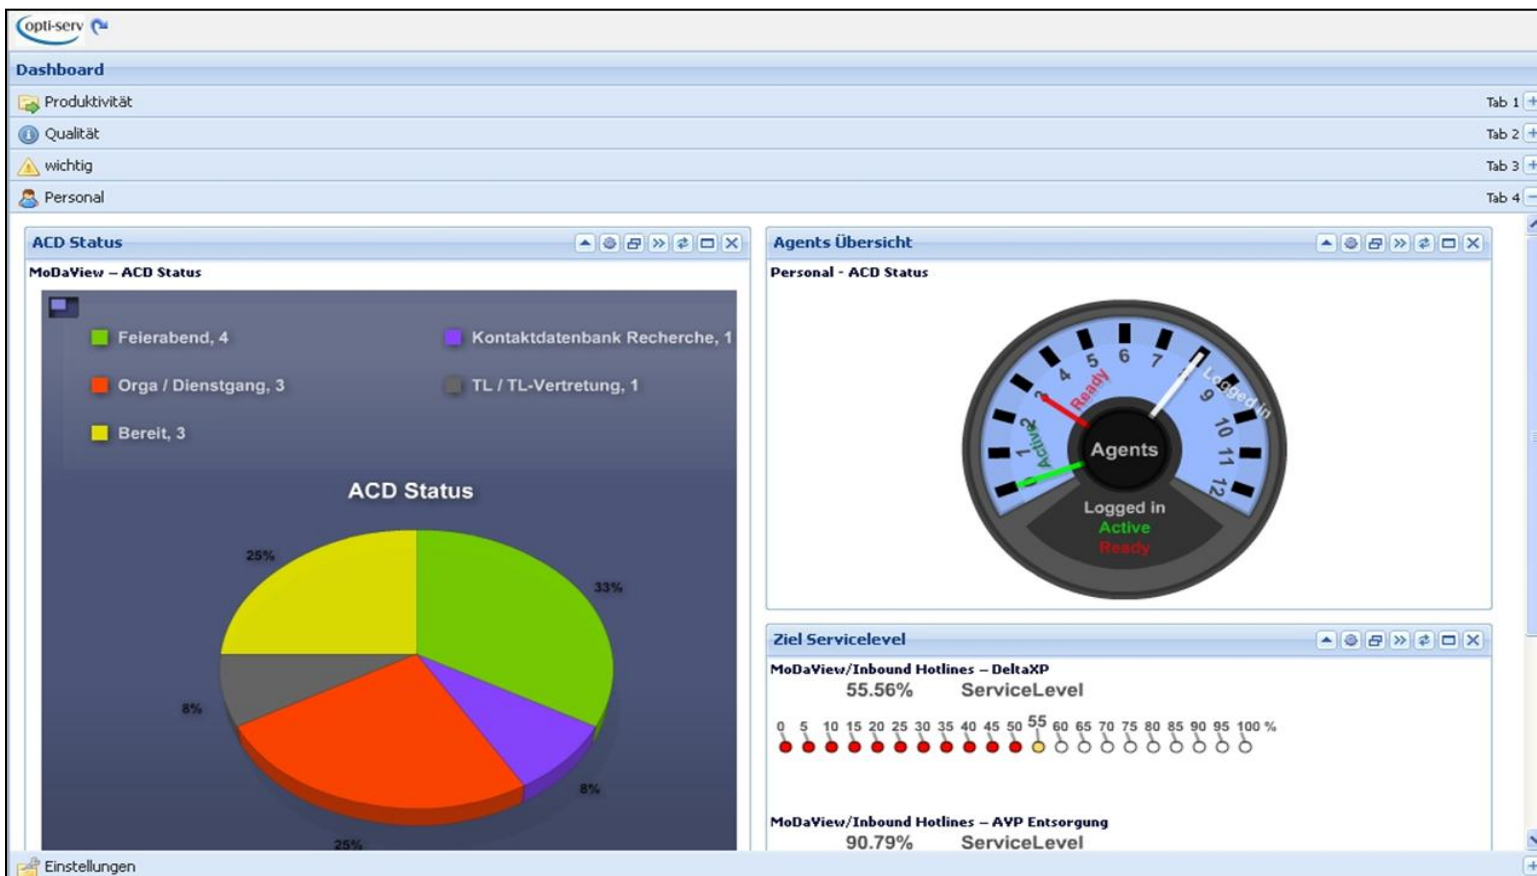 opti-serv
Dashboard
Produktivität Tab 1
Qualität Tab 2
wichtig Tab 3
Personal Tab 4
ACD Status
MoDaView – ACD Status
Feierabend, 4
Kontaktdatenbank Recherche, 1
Orga / Dienstgang, 3
TL / TL-Vertretung, 1
Bereit, 3
ACD Status
25%
33%
8%
8%
25%
Agents Übersicht
Personal - ACD Status
0 1 2 3 4 5 6 7 8 9 10 11 12
Active
Ready
Logged in
Agents
Logged in
Active
Ready
Ziel Servicelevel
MoDaView/Inbound Hotlines – DeltaXP
55.56% ServiceLevel
0 5 10 15 20 25 30 35 40 45 50 55 60 65 70 75 80 85 90 95 100 %
MoDaView/Inbound Hotlines – AVP Entsorgung
90.79% ServiceLevel
Einstellungen